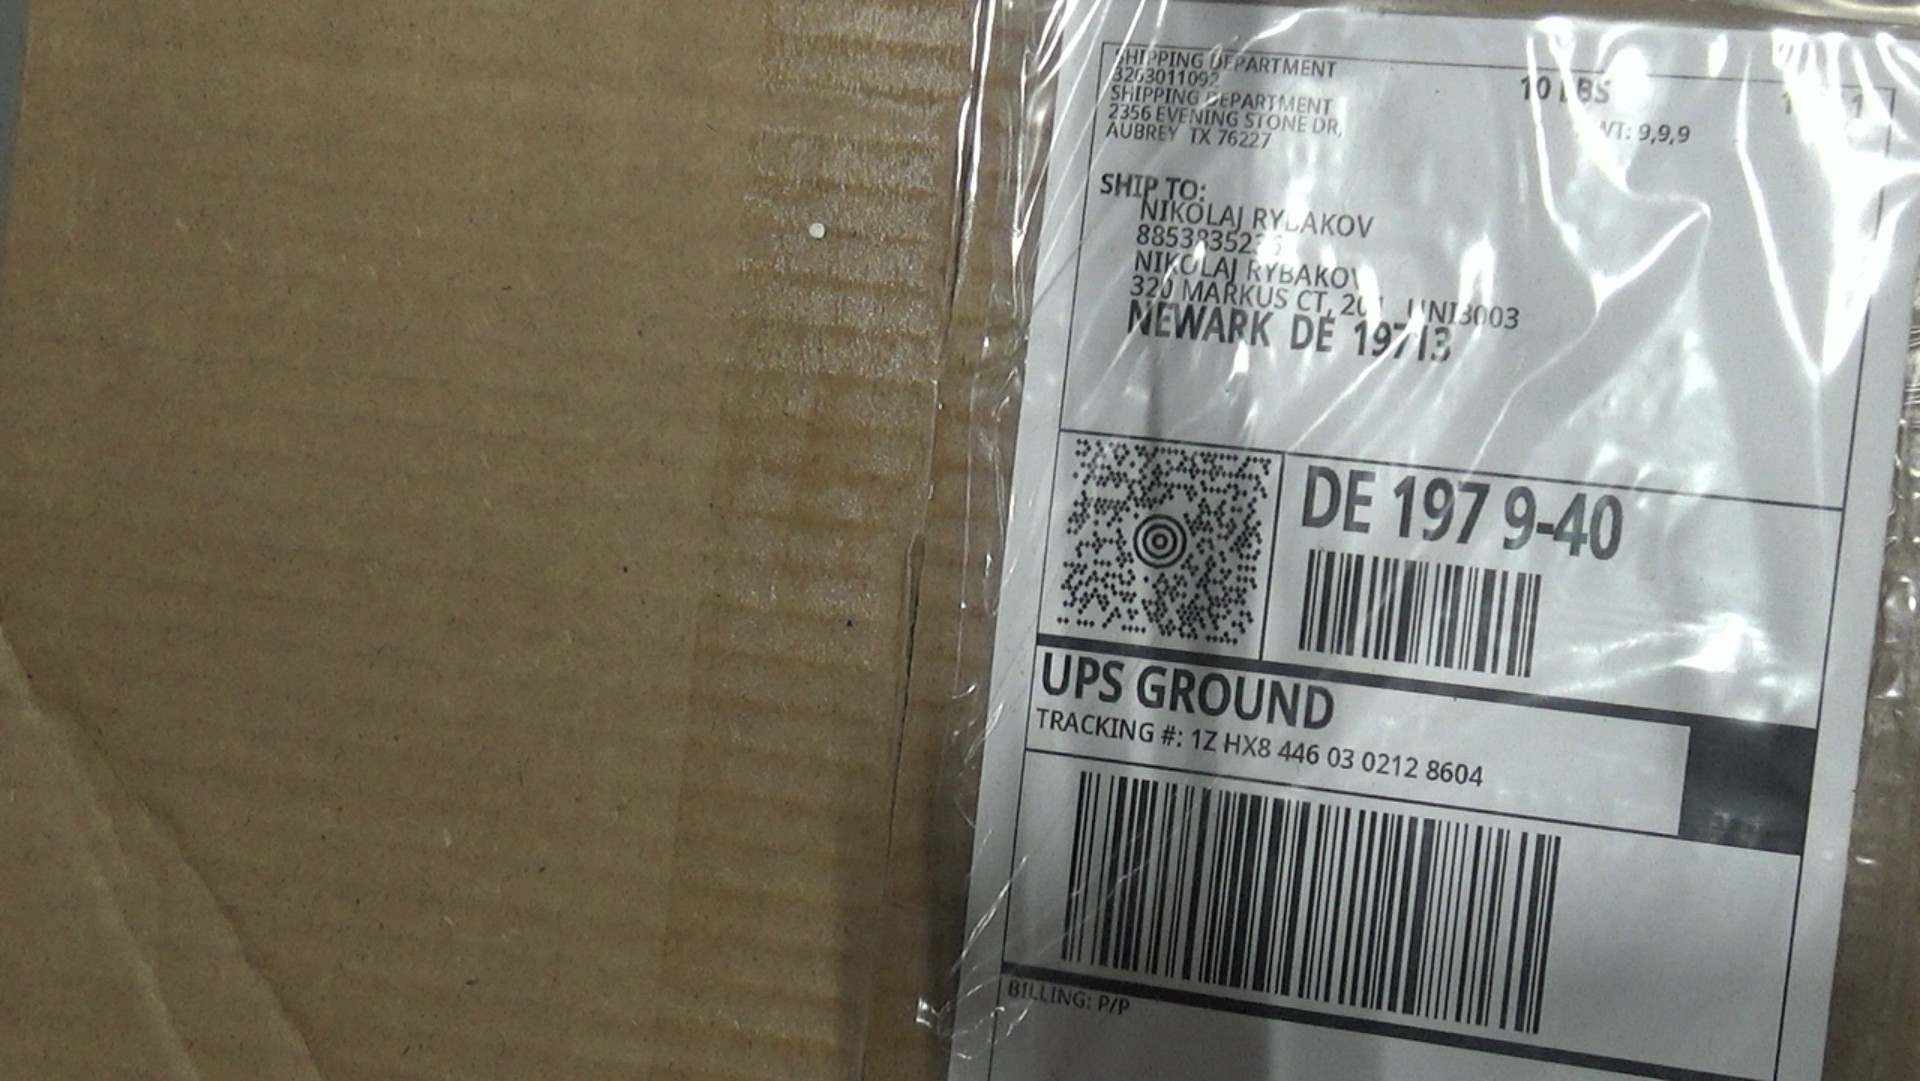 SHIPPING DEPARTMENT
3263011092
SHIPPING DEPARTMENT
2356 EVENING STONE DR,
AUBREY TX 76227
10 LBS
9,9,9
SHIP TO:
NIKOLAJ RYBAKOV
NIKOLAJ RYBAKOV
320 MARKUS CT, UNI3003
NEWARK DE 19713
DE 197 9-40
UPS GROUND
TRACKING #: 1Z HX8 446 03 0212 8604
BILLING: P/P